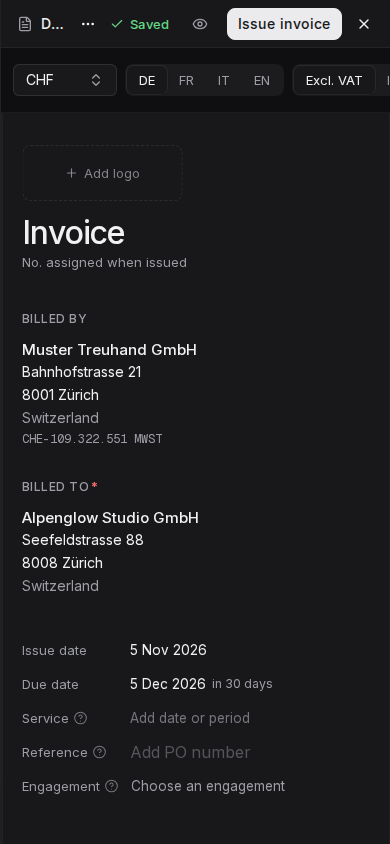 D... ... Saved Issue invoice
CHF DE FR IT EN Excl. VAT
Add logo
Invoice
No. assigned when issued
BILLED BY
Muster Treuhand GmbH
Bahnhofstrasse 21
8001 Zürich
Switzerland
CHE-109.322.551 MWST
BILLED TO*
Alpenglow Studio GmbH
Seefeldstrasse 88
8008 Zürich
Switzerland
Issue date 5 Nov 2026
Due date 5 Dec 2026 in 30 days
Service Add date or period
Reference Add PO number
Engagement Choose an engagement